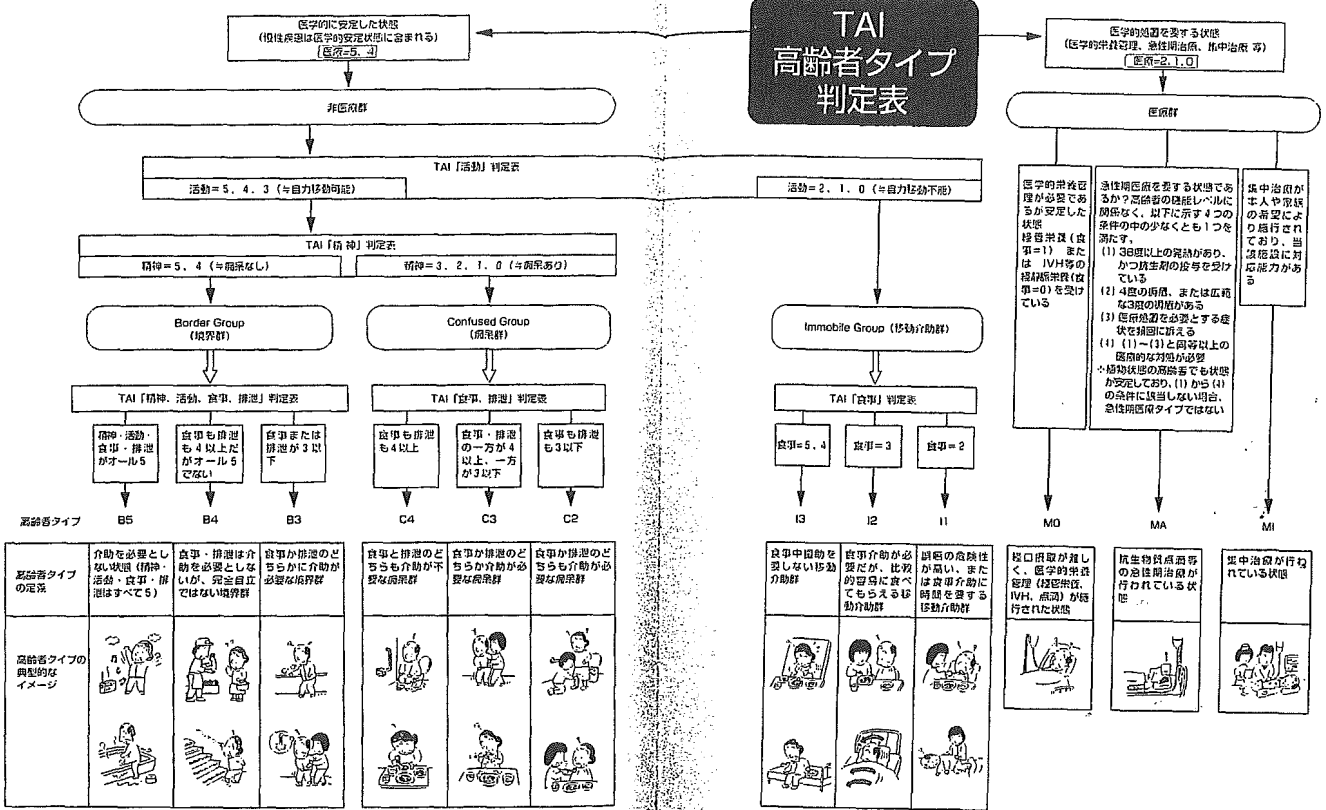 TAI
高齢者タイプ
判定表
医学的に安定した状態
(慢性疾患は医学的安定状態に含まれる)
医療=5、4
医学的処置を要する状態
(医学的栄養管理、急性期治療、集中治療 等)
医療=2.1.0
非医療群
医療群
TAI「活動」判定表
活動=5、4、3(≒自力移動可能)
活動=2、1、0(≒自力移動不能)
TAI「精神」判定表
精神=5、4(≒痴呆なし)
精神=3、2、1、0(≒痴呆あり)
Border Group
(境界群)
Confused Group
(痴呆群)
Immobile Group(移動介助群)
TAI「精神、活動、食事、排泄」判定表
TAI「食事、排泄」判定表
TAI「食事」判定表
精神・活動・
食事・排泄
がオール5
食事も排泄
も4以上だ
がオール5
でない
食事または
排泄が3以
下
食事も排泄
も4以上
食事・排泄
の一方が4
以上、一方
が3以下
食事も排泄
も3以下
食事=5、4
食事=3
食事=2
医学的栄養管
理が必要であ
るが安定した
状態
経管栄養(食
事=1) また
は IVH等の
経静脈栄養(食
事=0)を受け
ている
急性期医療を要する状態であ
るか?高齢者の機能レベルに
関係なく、以下に示す4つの
条件の中の少なくとも1つを
満たす。
(1) 38度以上の発熱があり、
かつ抗生剤の投与を受け
ている
(2) 4度の褥瘡、または広範
な3度の褥瘡がある
(3) 医療処置を必要とする症
状を頻回に訴える
(4) (1)~(3)と同等以上の
医療的な対処が必要
※植物状態の高齢者でも状態
が安定しており、(1)から(4)
の条件に該当しない場合、
急性期医療タイプではない
集中治療が
本人や家族
の希望によ
り施行され
ており、当
該施設に対
応能力があ
る
高齢者タイプ
B5
B4
B3
C4
C3
C2
I3
I2
I1
M0
MA
MI
高齢者タイプ
の定義
介助を必要とし
ない状態(精神・
活動・食事・排
泄はすべて5)
食事・排泄は介
助を必要としな
いが、完全自立
ではない境界群
食事か排泄のど
ちらかに介助が
必要な境界群
食事と排泄のど
ちらも介助が不
要な痴呆群
食事か排泄のど
ちらか介助が必
要な痴呆群
食事か排泄のど
ちらも介助が必
要な痴呆群
食事中援助を
要しない移動
介助群
食事介助が必
要だが、比較
的容易に食べ
てもらえる移
動介助群
誤嚥の危険性
が高い、また
は食事介助に
時間を要する
移動介助群
経口摂取が難し
く、医学的栄養
管理(経管栄養、
IVH、点滴)が施
行された状態
抗生物質点滴等
の急性期治療が
行われている状
態
集中治療が行わ
れている状態
高齢者タイプの
典型的な
イメージ